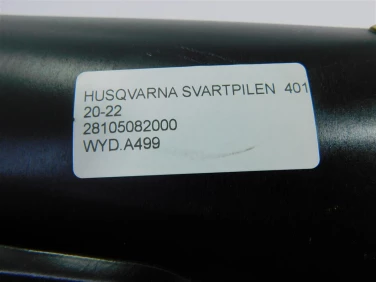 HUSQVARNA SVARTPILEN 401
20-22
28105082000
WYD.A499